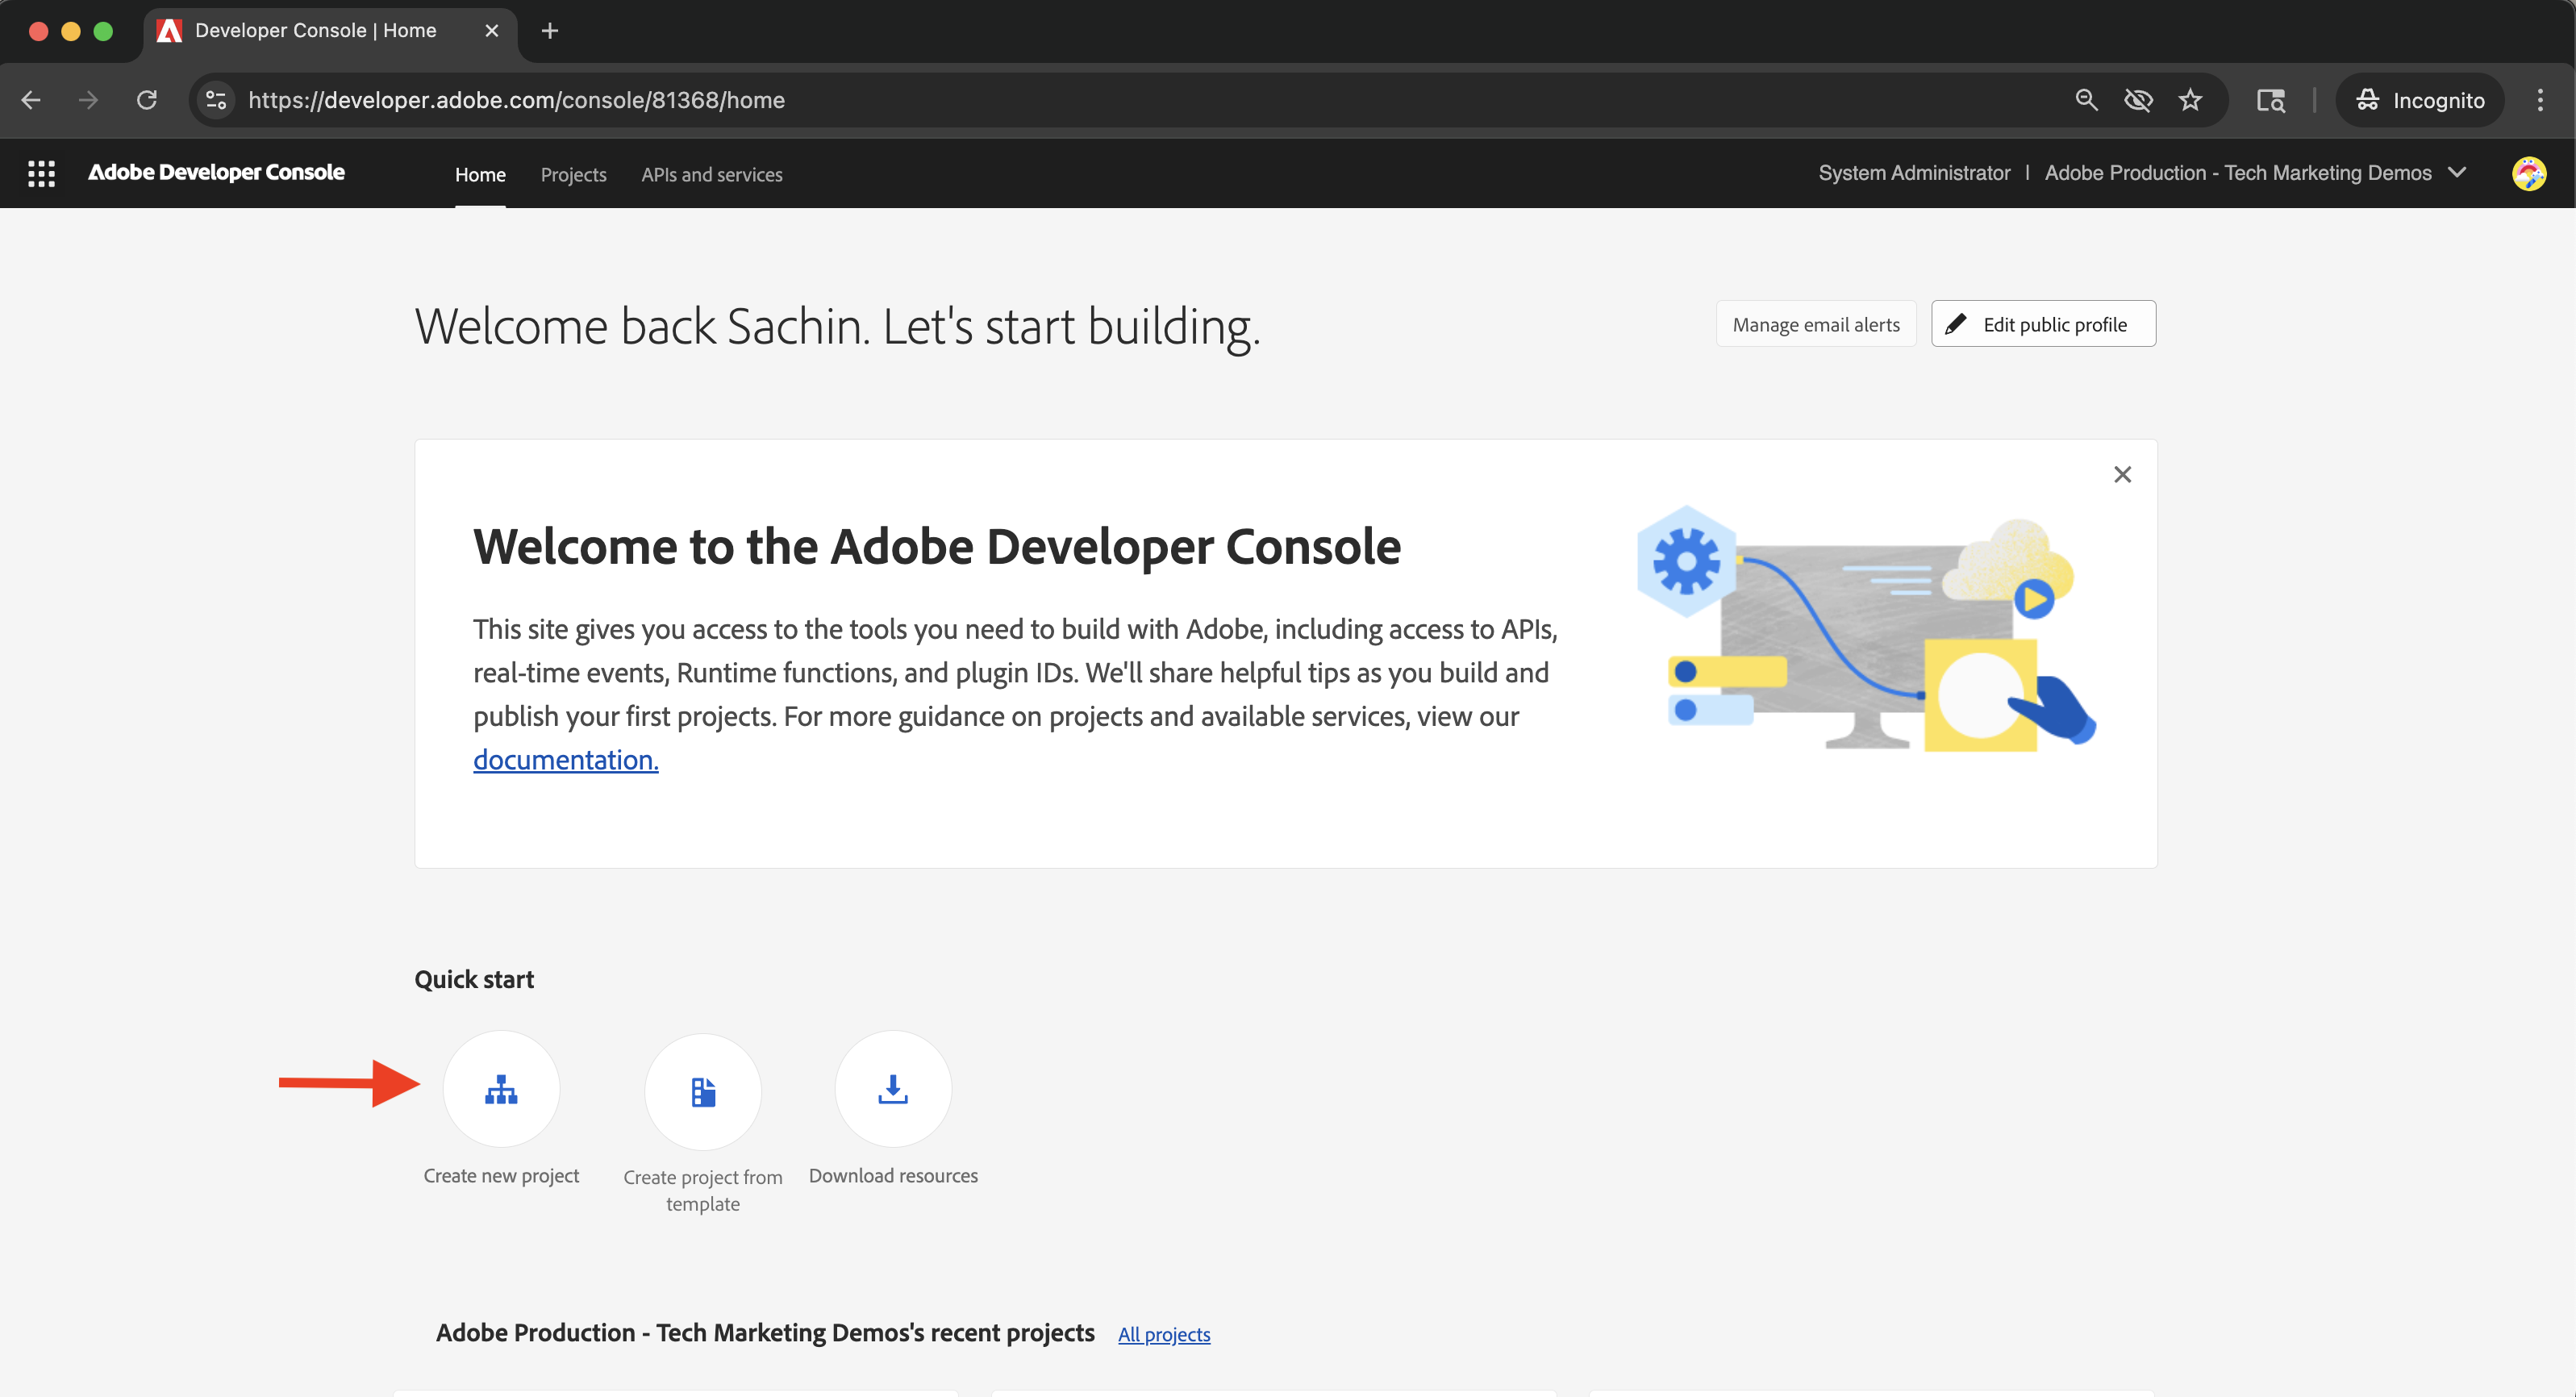 Developer Console | Home
https://developer.adobe.com/console/81368/home
Incognito
Adobe Developer Console
Home
Projects
APIs and services
System Administrator | Adobe Production - Tech Marketing Demos
Welcome back Sachin. Let's start building.
Manage email alerts
Edit public profile
Welcome to the Adobe Developer Console
This site gives you access to the tools you need to build with Adobe, including access to APIs,
real-time events, Runtime functions, and plugin IDs. We'll share helpful tips as you build and
publish your first projects. For more guidance on projects and available services, view our
documentation.
Quick start
Create new project
Create project from
template
Download resources
Adobe Production - Tech Marketing Demos's recent projects
All projects